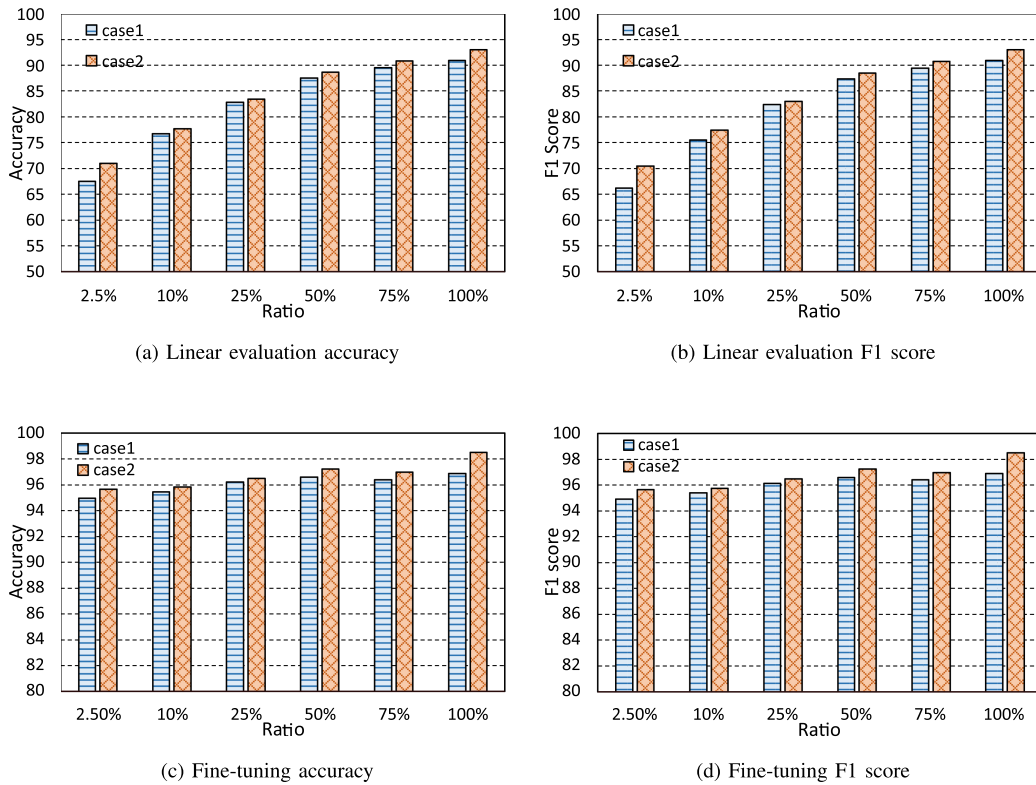 100
95
90
85
80
75
70
65
60
55
50
Accuracy
case1
case2
2.5% 10% 25% 50% 75% 100%
Ratio
(a) Linear evaluation accuracy
100
95
90
85
80
75
70
65
60
55
50
F1 Score
case1
case2
2.5% 10% 25% 50% 75% 100%
Ratio
(b) Linear evaluation F1 score
100
98
96
94
92
90
88
86
84
82
80
Accuracy
case1
case2
2.50% 10% 25% 50% 75% 100%
Ratio
(c) Fine-tuning accuracy
100
98
96
94
92
90
88
86
84
82
80
F1 score
case1
case2
2.50% 10% 25% 50% 75% 100%
Ratio
(d) Fine-tuning F1 score